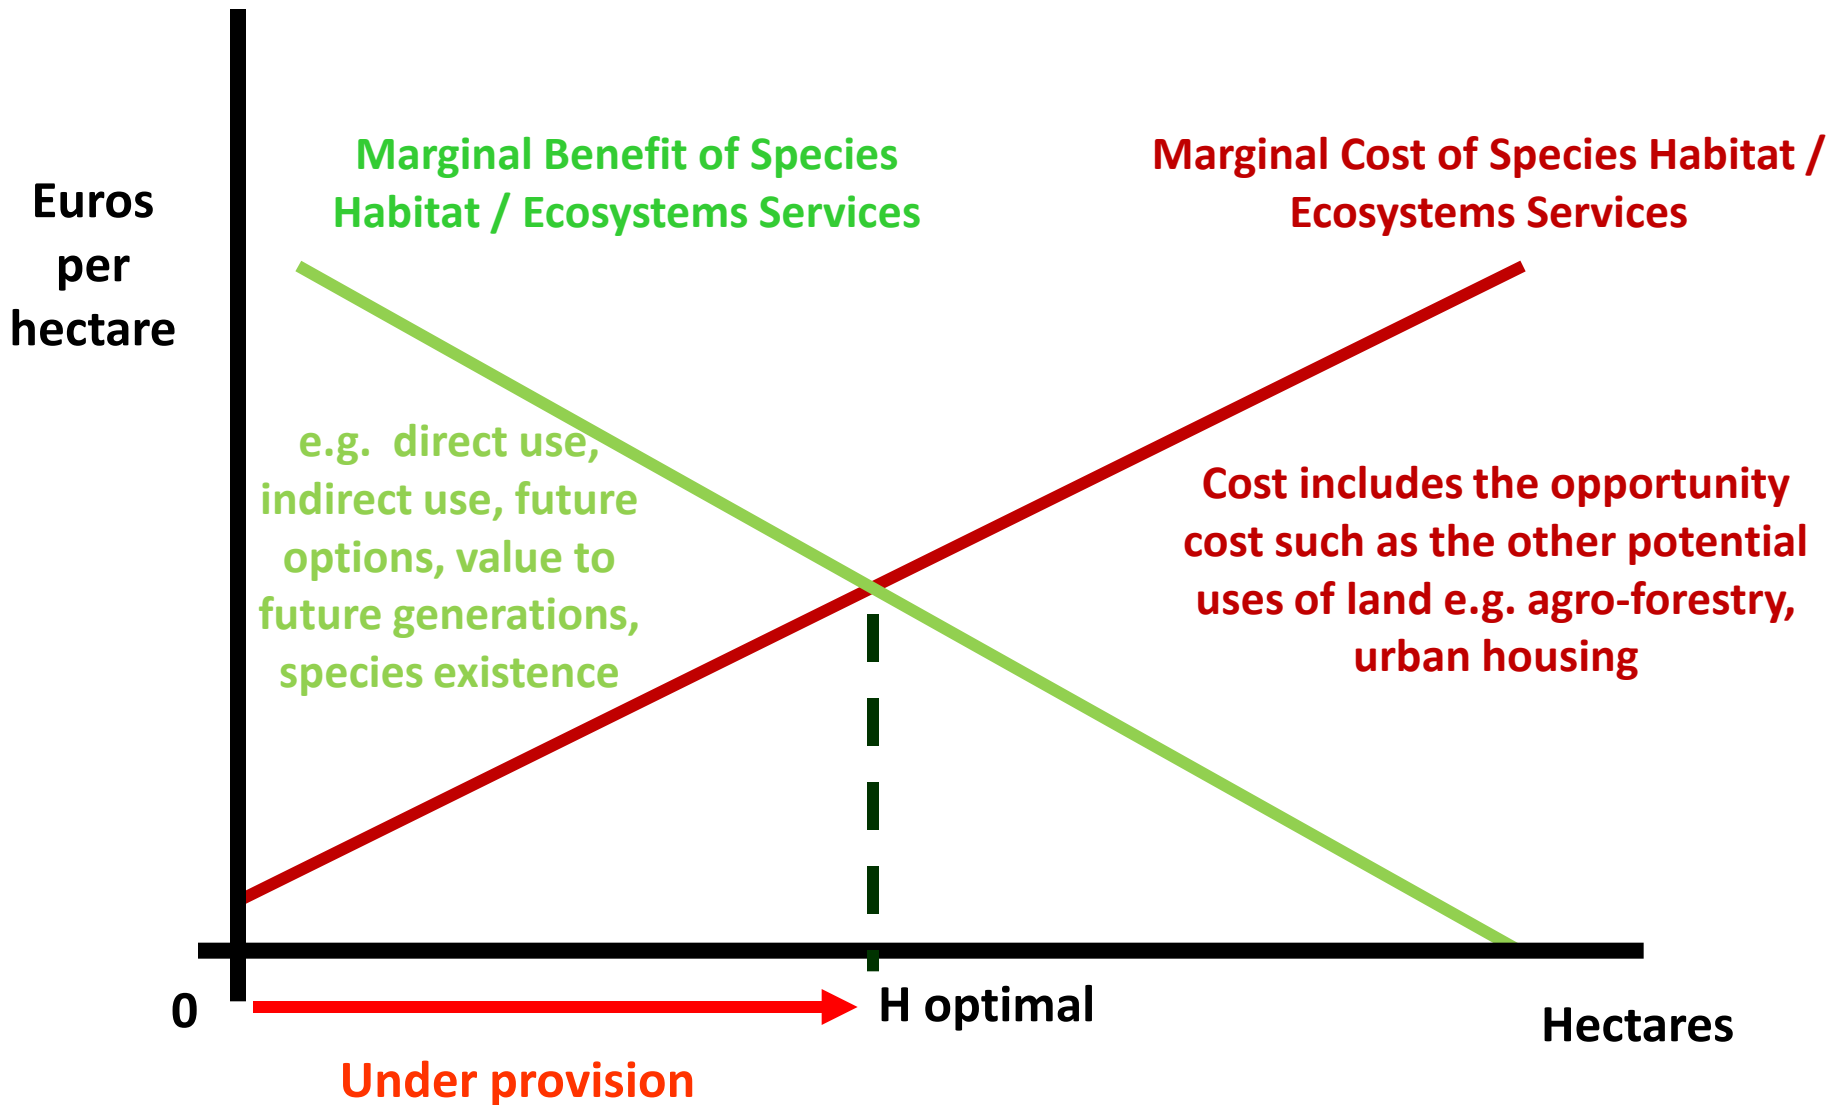 Marginal Benefit of Species
Habitat / Ecosystems Services
Marginal Cost of Species Habitat /
Ecosystems Services
Euros
per
hectare
e.g. direct use,
indirect use, future
options, value to
future generations,
species existence
Cost includes the opportunity
cost such as the other potential
uses of land e.g. agro-forestry,
urban housing
0
H optimal
Hectares
Under provision